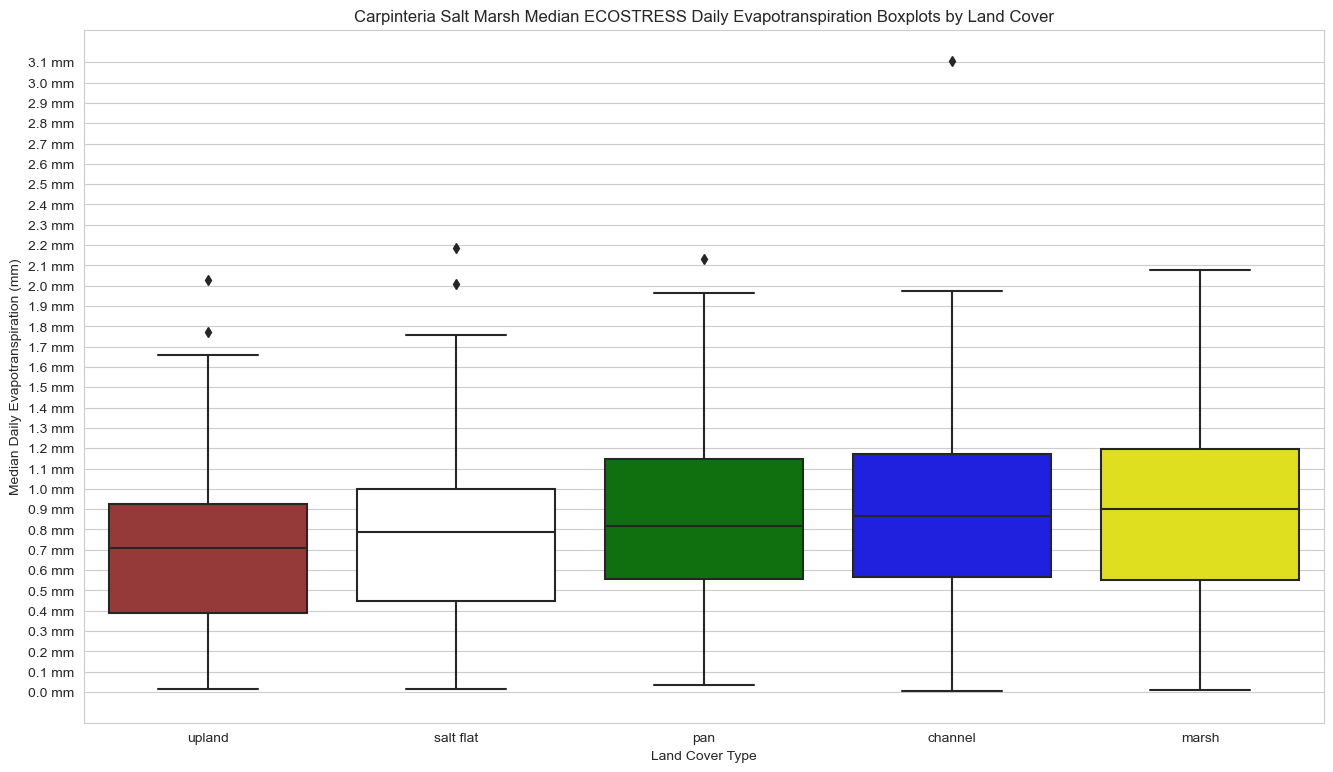 Carpinteria Salt Marsh Median ECOSTRESS Daily Evapotranspiration Boxplots by Land Cover
Median Daily Evapotranspiration (mm)
3.1 mm
3.0 mm
2.9 mm
2.8 mm
2.7 mm
2.6 mm
2.5 mm
2.4 mm
2.3 mm
2.2 mm
2.1 mm
2.0 mm
1.9 mm
1.8 mm
1.7 mm
1.6 mm
1.5 mm
1.4 mm
1.3 mm
1.2 mm
1.1 mm
1.0 mm
0.9 mm
0.8 mm
0.7 mm
0.6 mm
0.5 mm
0.4 mm
0.3 mm
0.2 mm
0.1 mm
0.0 mm
upland salt flat pan channel marsh
Land Cover Type